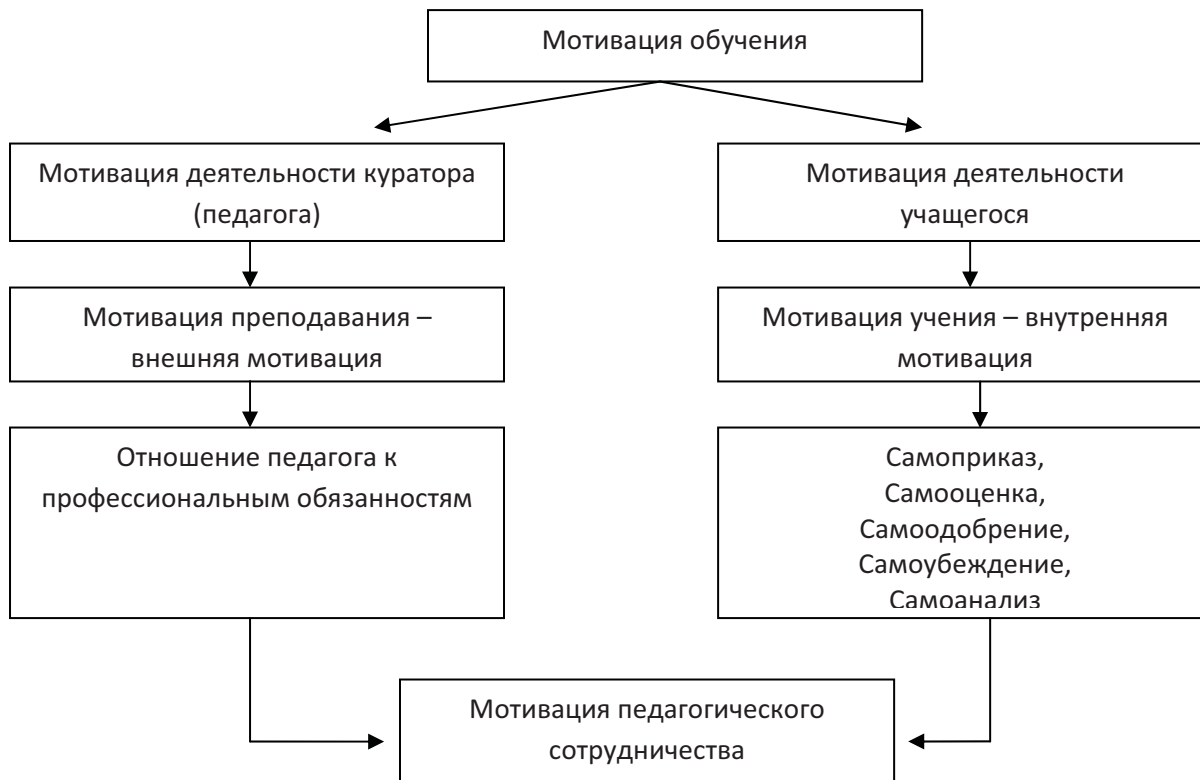 Мотивация обучения
Мотивация деятельности куратора
(педагога)
Мотивация деятельности
учащегося
Мотивация преподавания –
внешняя мотивация
Мотивация учения – внутренняя
мотивация
Отношение педагога к
профессиональным обязанностям
Самоприказ,
Самооценка,
Самоодобрение,
Самоубеждение,
Самоанализ
Мотивация педагогического
сотрудничества